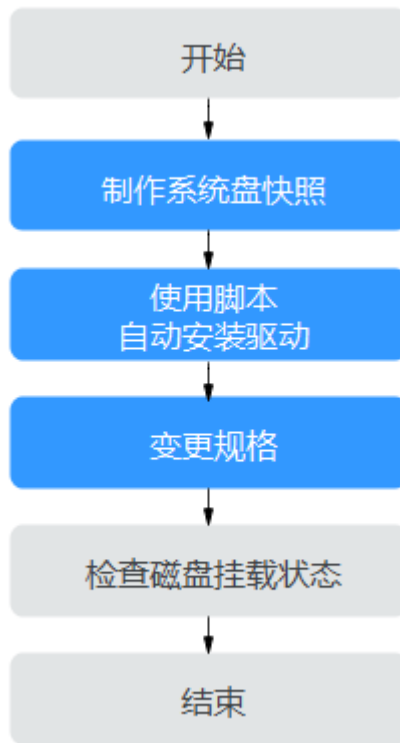 开始
制作系统盘快照
使用脚本
自动安装驱动
变更规格
检查磁盘挂载状态
结束